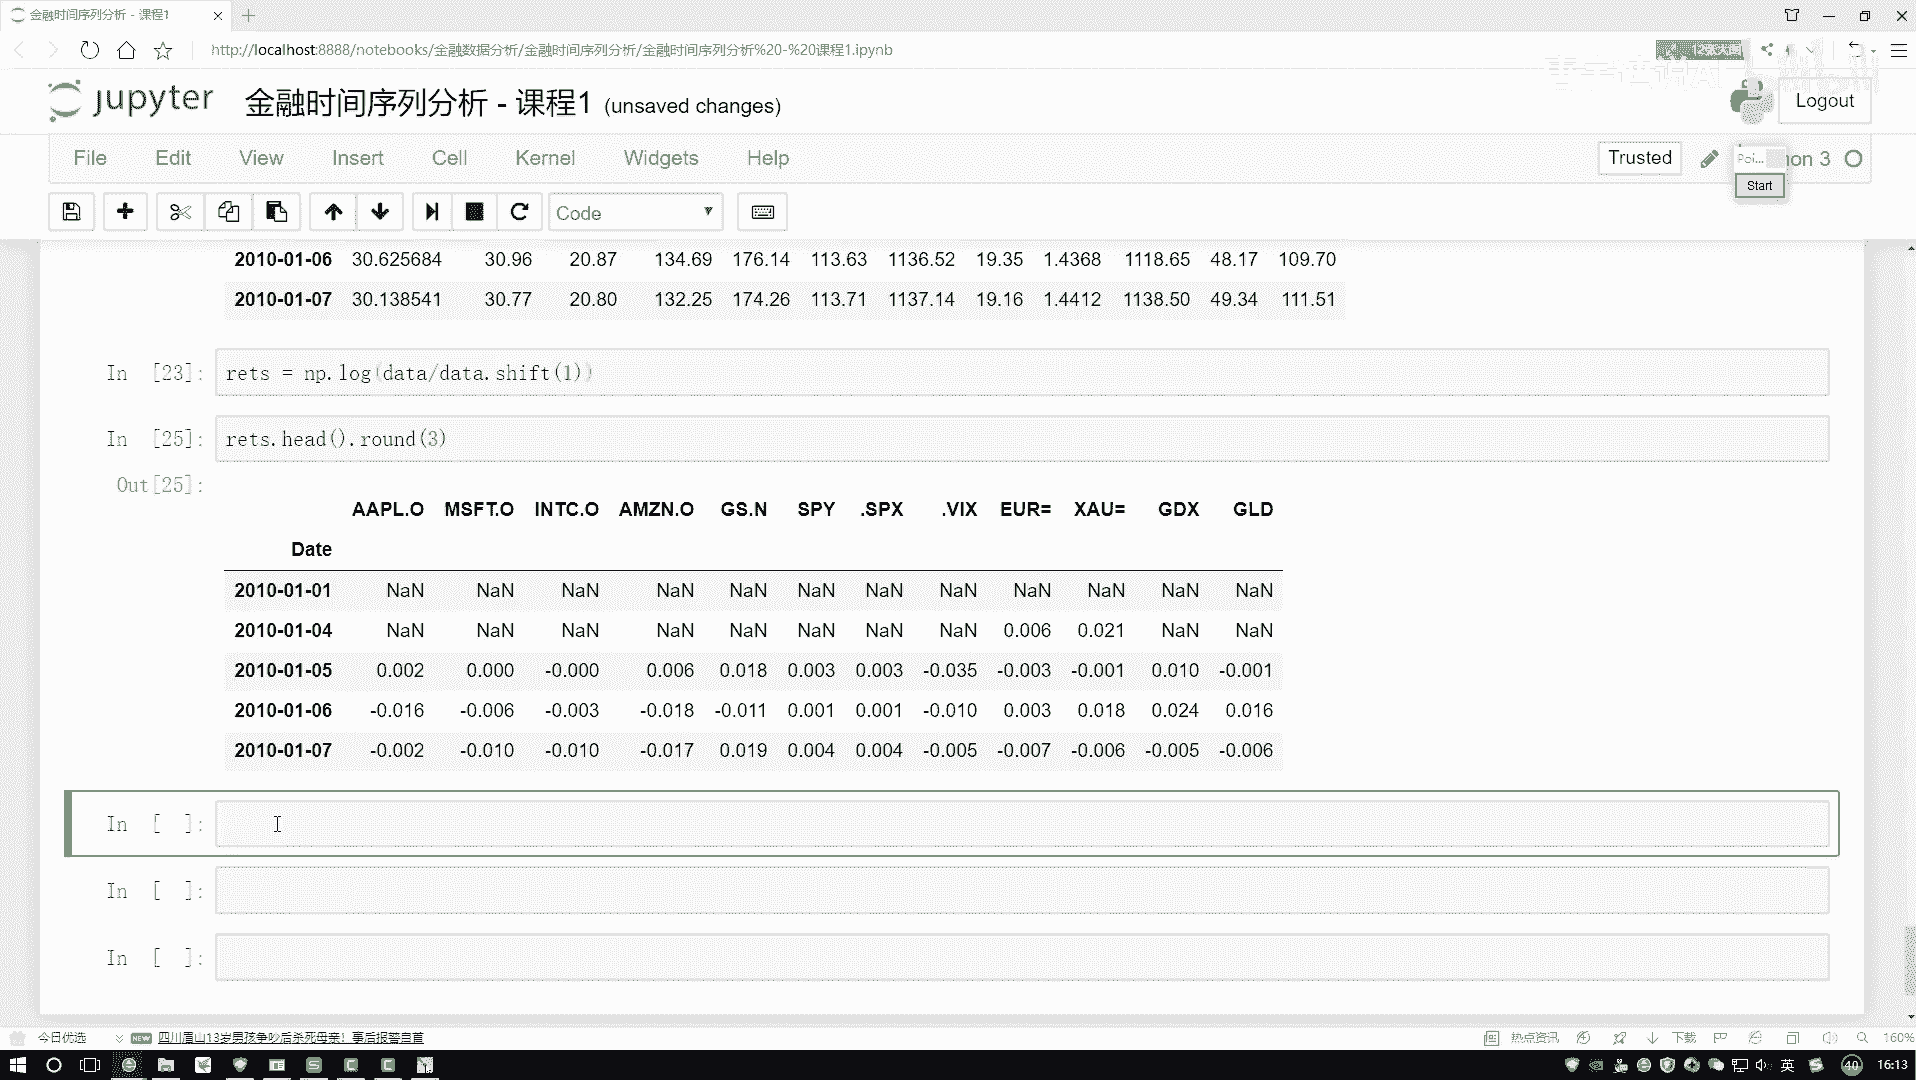 金融时间序列分析 - 课程1
http://localhost:8888/notebooks/金融数据分析/金融时间序列分析/金融时间序列分析%20-%20课程1.ipynb
jupyter 金融时间序列分析 - 课程1 (unsaved changes)
Logout
File Edit View Insert Cell Kernel Widgets Help
Trusted
Poi... on 3
Start
Code
2010-01-06 30.625684 30.96 20.87 134.69 176.14 113.63 1136.52 19.35 1.4368 1118.65 48.17 109.70
2010-01-07 30.138541 30.77 20.80 132.25 174.26 113.71 1137.14 19.16 1.4412 1138.50 49.34 111.51
In [23]: rets = np.log(data/data.shift(1))
In [25]: rets.head().round(3)
Out[25]:
AAPL.O MSFT.O INTC.O AMZN.O GS.N SPY .SPX .VIX EUR= XAU= GDX GLD
Date
2010-01-01 NaN NaN NaN NaN NaN NaN NaN NaN NaN NaN NaN NaN
2010-01-04 NaN NaN NaN NaN NaN NaN NaN NaN 0.006 0.021 NaN NaN
2010-01-05 0.002 0.000 -0.000 0.006 0.018 0.003 0.003 -0.035 -0.003 -0.001 0.010 -0.001
2010-01-06 -0.016 -0.006 -0.003 -0.018 -0.011 0.001 0.001 -0.010 0.003 0.018 0.024 0.016
2010-01-07 -0.002 -0.010 -0.010 -0.017 0.019 0.004 0.004 -0.005 -0.007 -0.006 -0.005 -0.006
In [ ]:
In [ ]:
In [ ]:
今日优选 NEW 四川眉山13岁男孩争吵后杀死母亲！事后报警自首
热点资讯 下载 160%
英 40 16:13